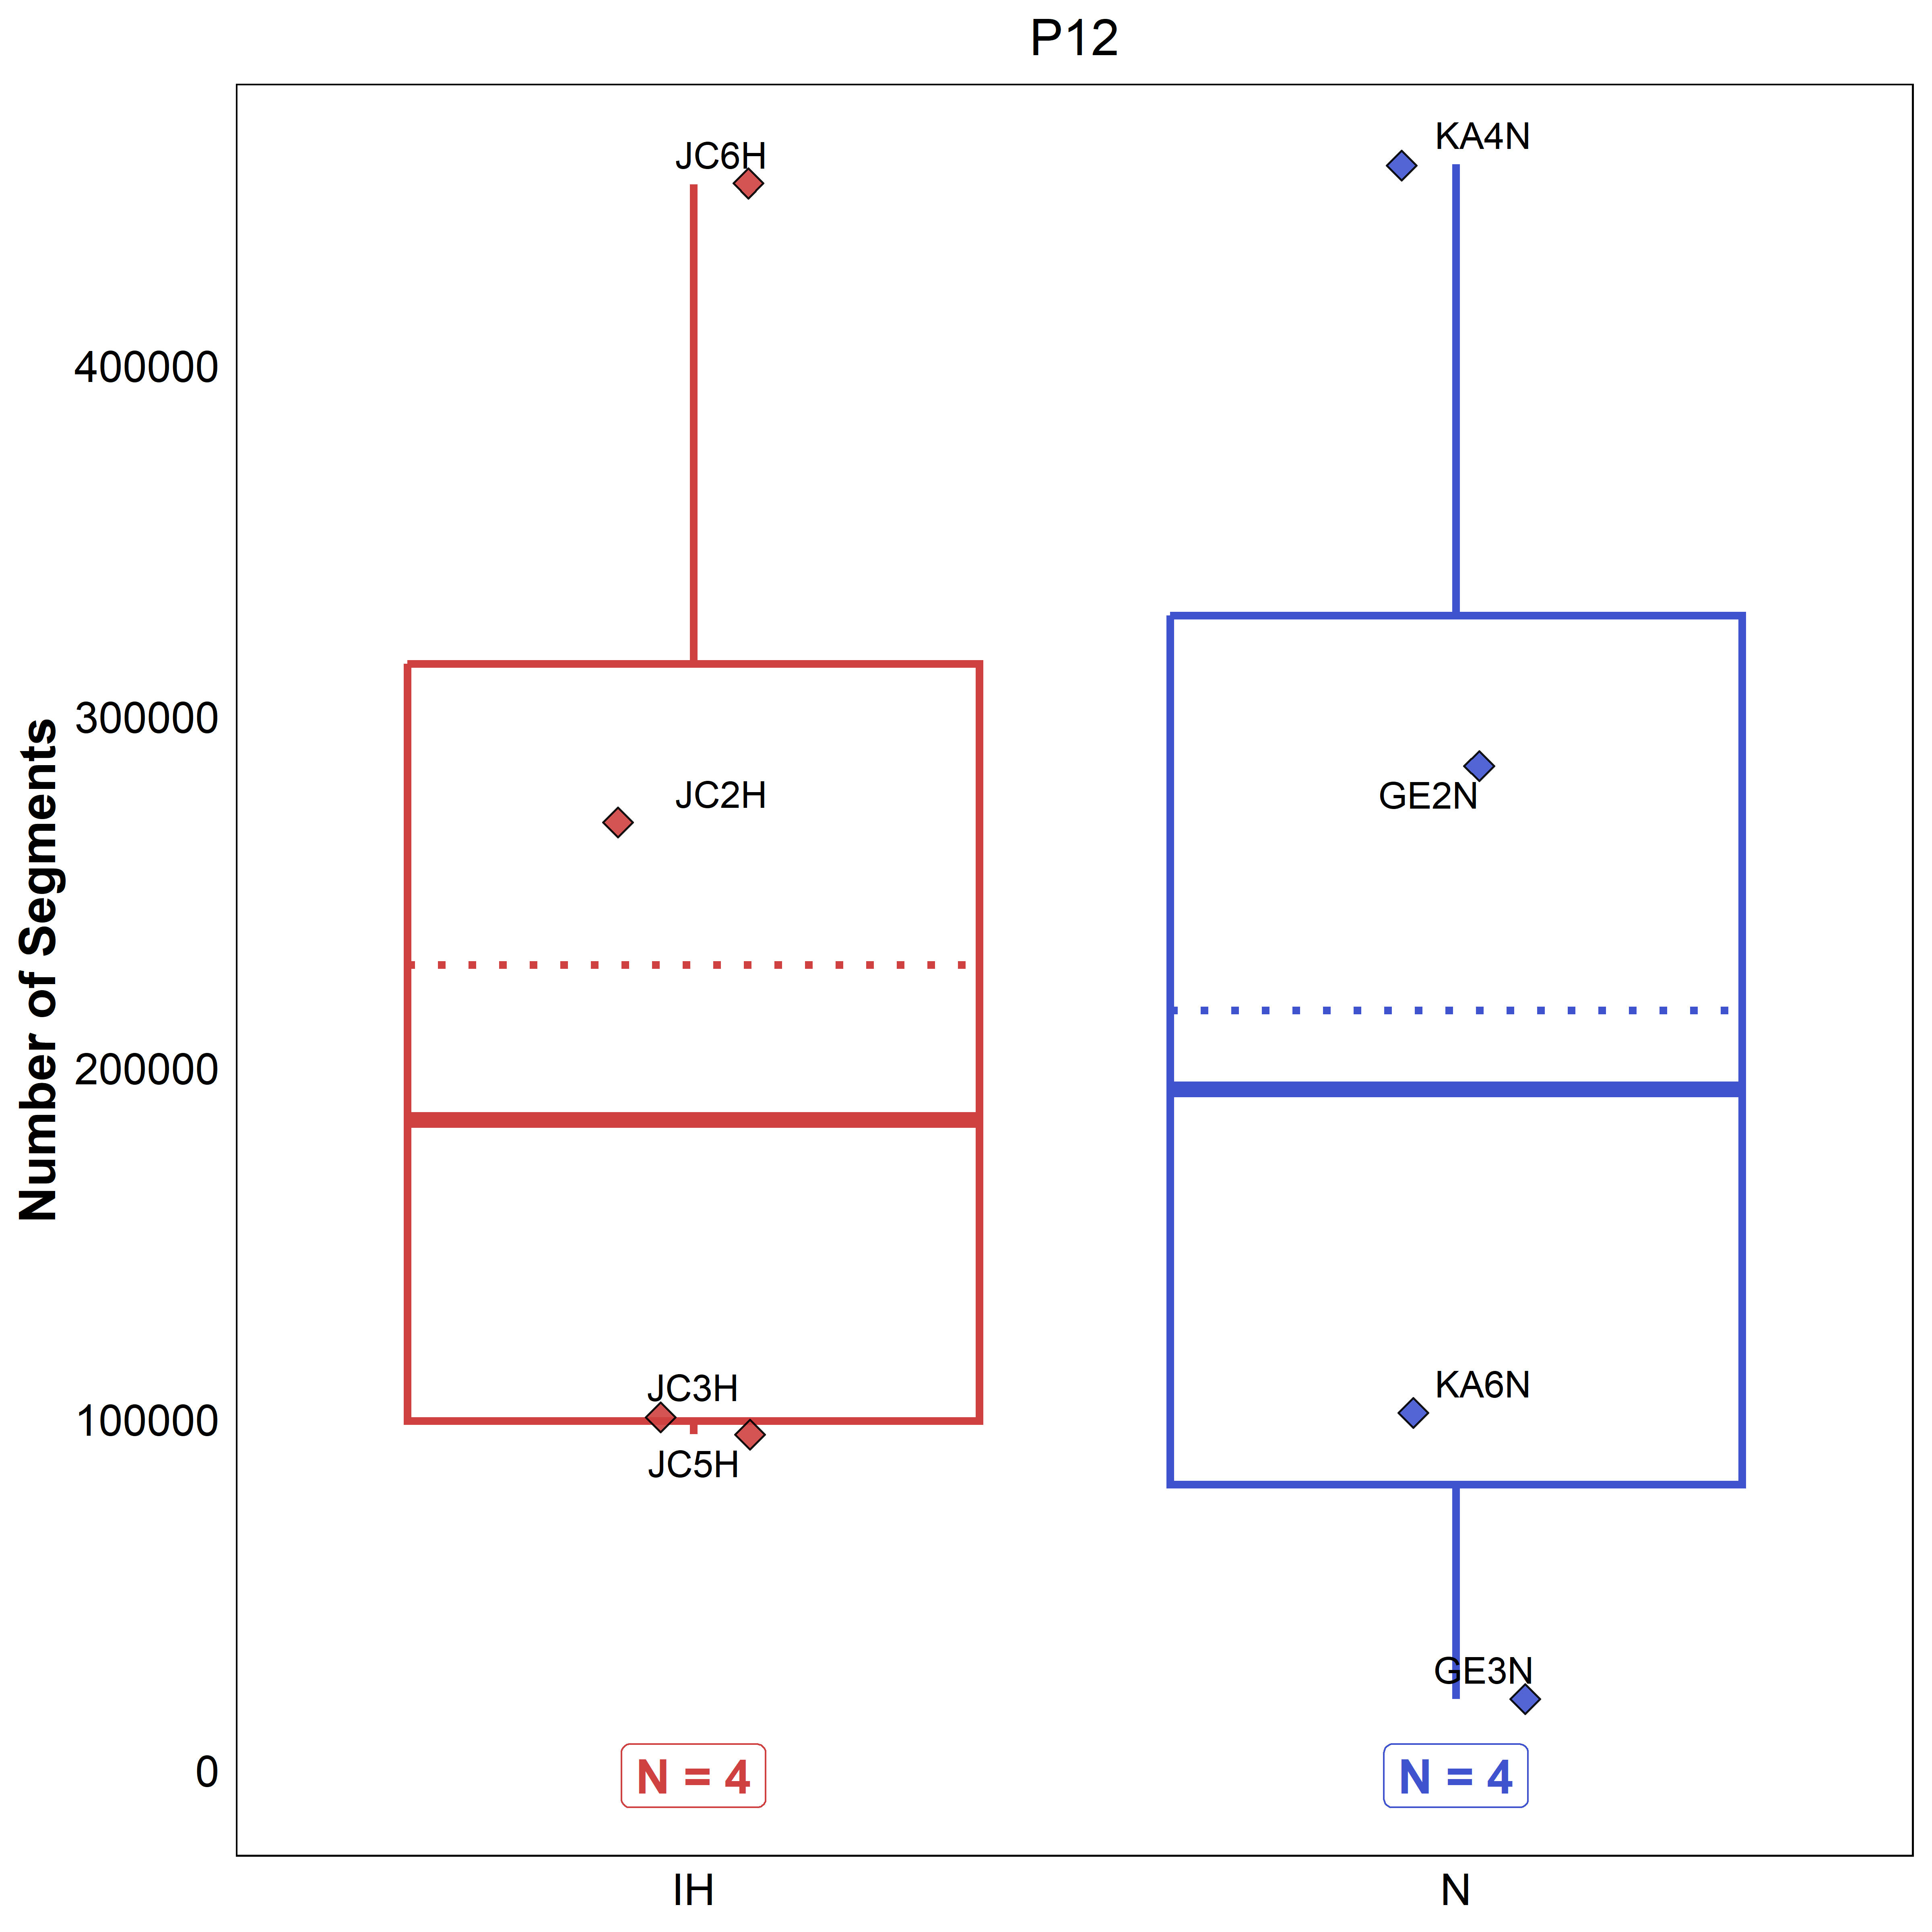 P12
Number of Segments
400000
300000
200000
100000
0
JC6H
JC2H
JC3H
JC5H
KA4N
GE2N
KA6N
GE3N
N = 4
N = 4
IH
N